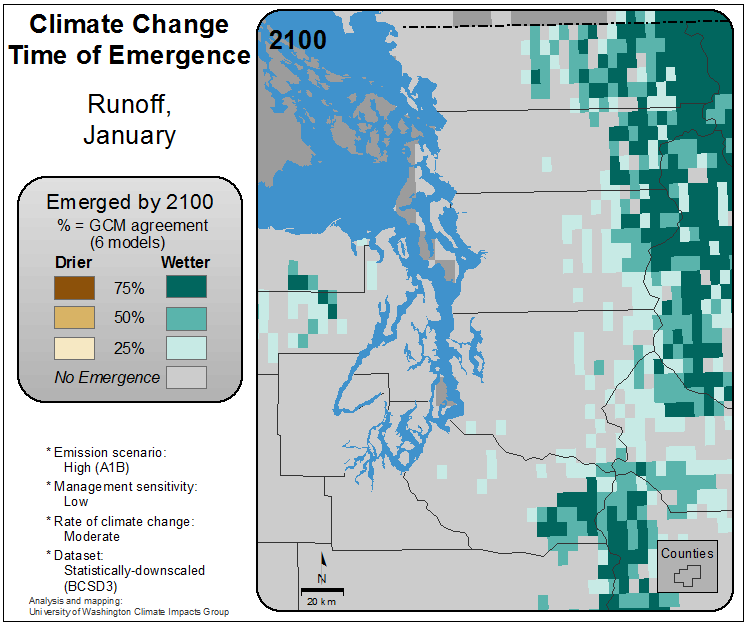 Climate Change
Time of Emergence
Runoff,
January
Emerged by 2100
% = GCM agreement
(6 models)
Drier Wetter
75%
50%
25%
No Emergence
* Emission scenario:
High (A1B)
* Management sensitivity:
Low
* Rate of climate change:
Moderate
* Dataset:
Statistically-downscaled
(BCSD3)
Analysis and mapping:
University of Washington Climate Impacts Group
2100
N
20 km
Counties